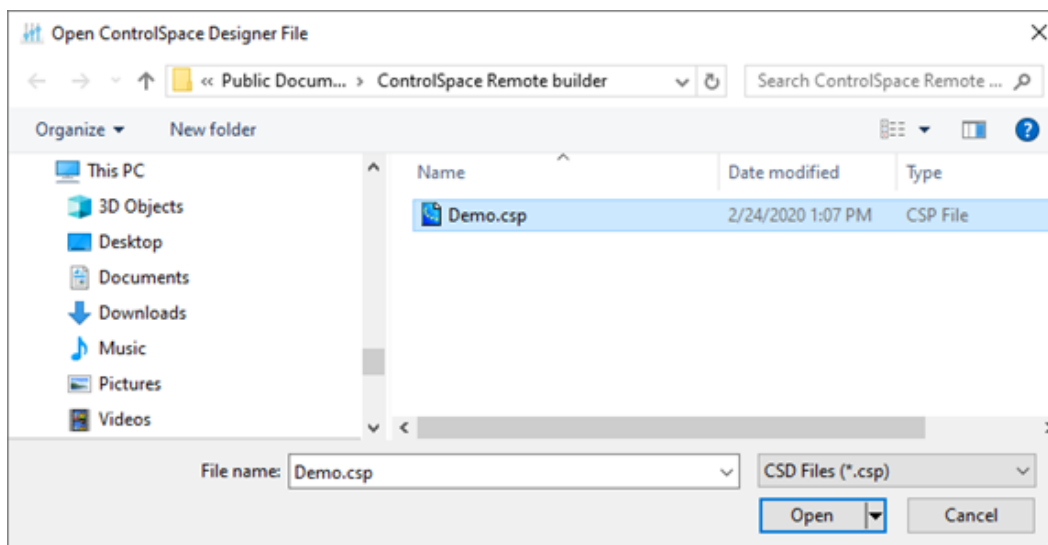 Open ControlSpace Designer File
« Public Docum... > ControlSpace Remote builder
Search ControlSpace Remote ...
Organize
New folder
This PC
3D Objects
Desktop
Documents
Downloads
Music
Pictures
Videos
Name Date modified Type
Demo.csp 2/24/2020 1:07 PM CSP File
File name: Demo.csp
CSD Files (*.csp)
Open Cancel